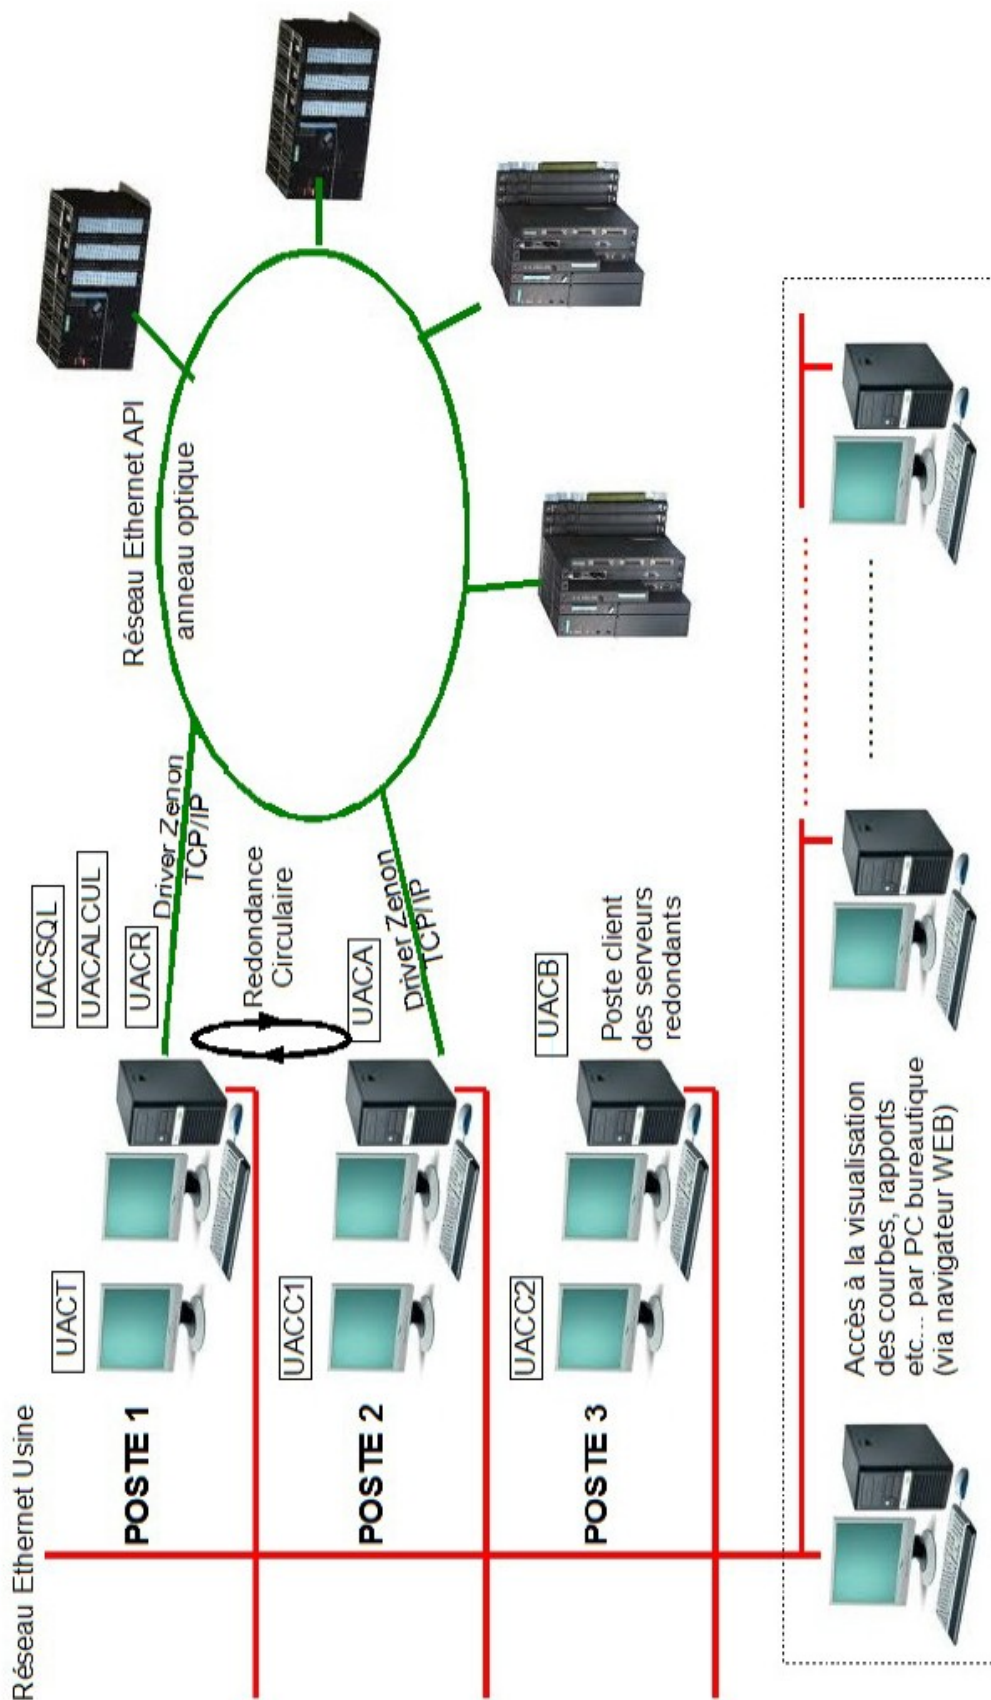 Réseau Ethernet Usine
POSTE 1
UACT
UACSQL
UACALCUL
UACR
Driver Zenon
TCP/IP
Réseau Ethernet API
anneau optique
Redondance
Circulaire
POSTE 2
UACC1
UACA
Driver Zenon
TCP/IP
POSTE 3
UACC2
UACB
Poste client
des serveurs
redondants
Accès à la visualisation
des courbes, rapports
etc... par PC bureautique
(via navigateur WEB)